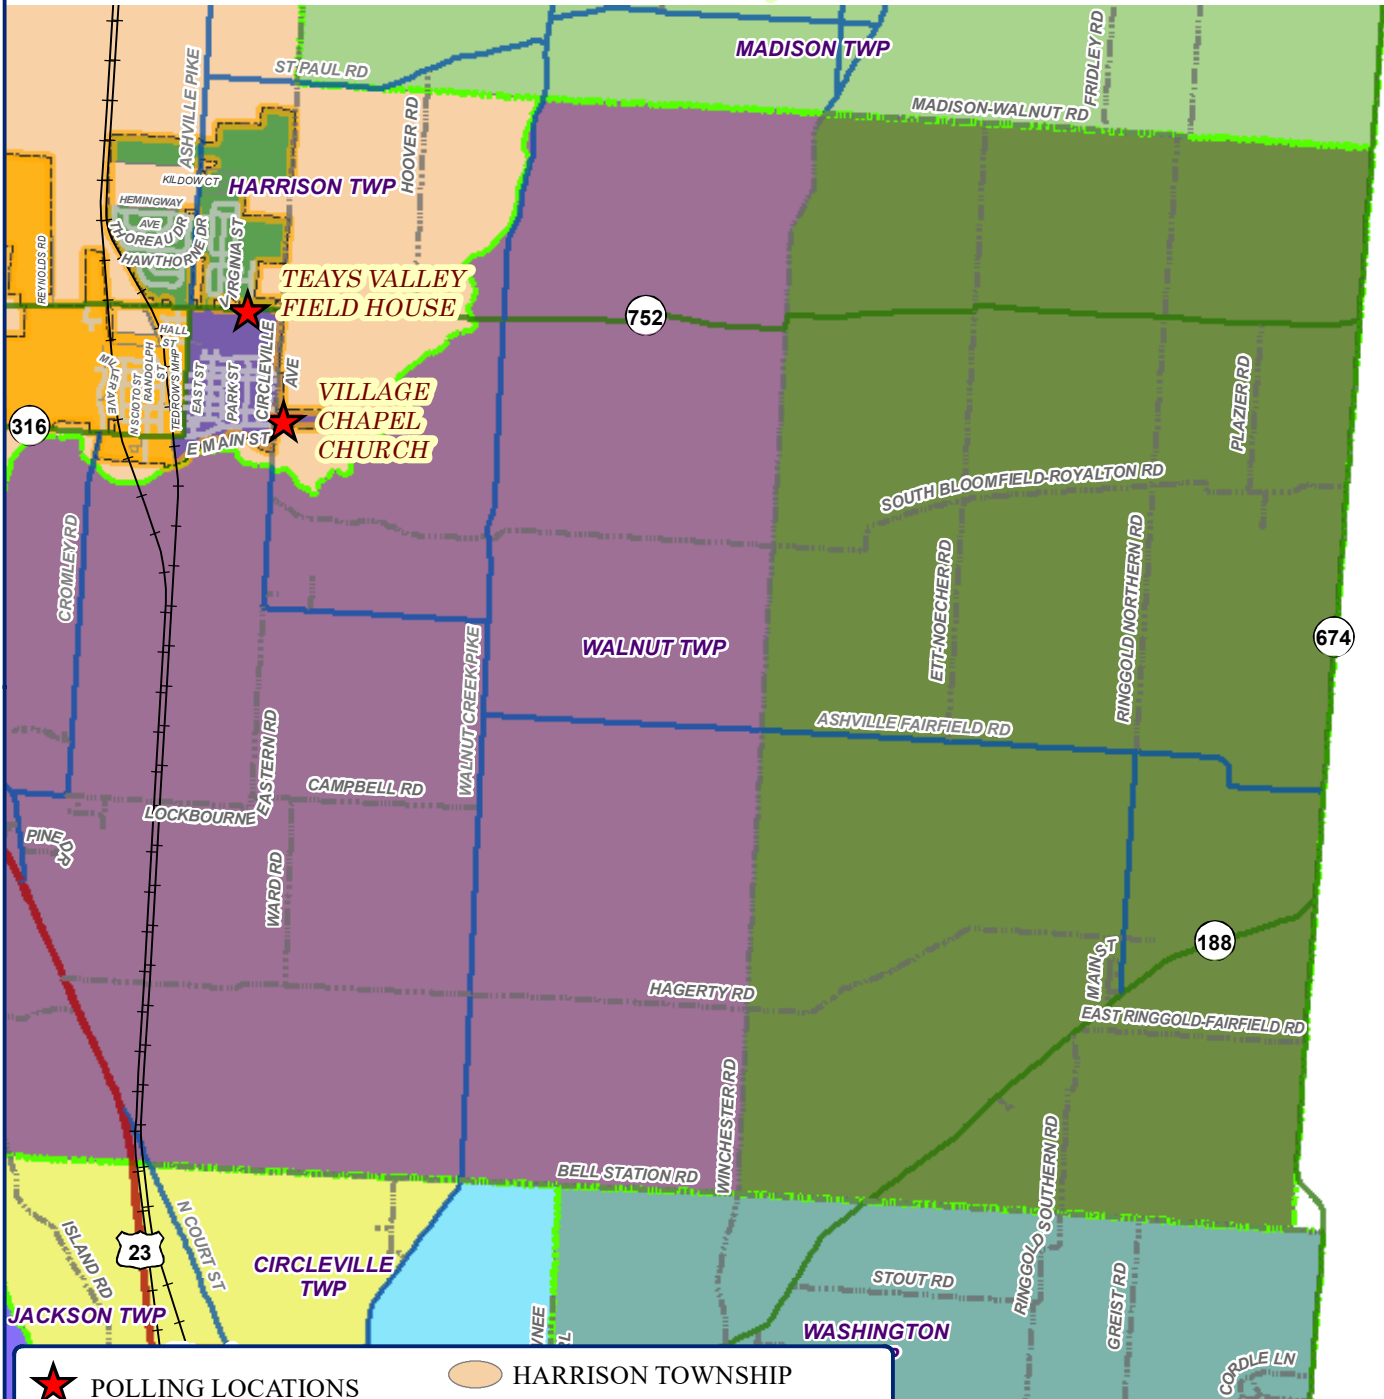 MADISON TWP
FRIDLEY RD
ST PAUL RD
ASHVILLE PIKE
HOOVER RD
MADISON-WALNUT RD
KILDOW CT
HARRISON TWP
HEMINGWAY
AVE
THOREAU DR
HAWTHORNE DR
VIRGINIA ST
REYNOLDS RD
TEAYS VALLEY
FIELD HOUSE
752
HALL
ST
MILLER AVE
N SCIOTO ST
RANDOLPH
ST
TEDROW'S MHP
EAST ST
PARK ST
CIRCLEVILLE
AVE
VILLAGE
CHAPEL
CHURCH
316
E MAIN ST
PLAZIER RD
SOUTH BLOOMFIELD-ROYALTON RD
CROMLEY RD
ETT-NOECHER RD
RINGGOLD NORTHERN RD
674
WALNUT TWP
WALNUT CREEK PIKE
ASHVILLE FAIRFIELD RD
LOCKBOURNE EASTERN RD
CAMPBELL RD
PINE DR
WARD RD
188
MAIN ST
HAGERTY RD
EAST RINGGOLD-FAIRFIELD RD
WINCHESTER RD
RINGGOLD SOUTHERN RD
BELL STATION RD
ISLAND RD
N COURT ST
23
CIRCLEVILLE
TWP
STOUT RD
GREIST RD
JACKSON TWP
WASHINGTON
NEE
CORDLE LN
POLLING LOCATIONS
HARRISON TOWNSHIP